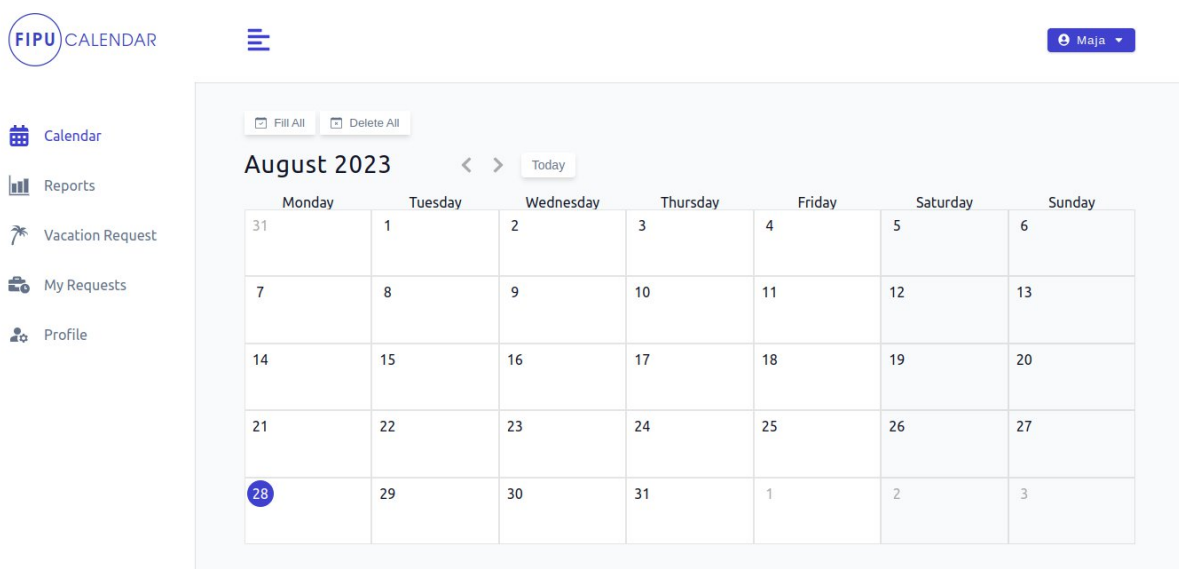 FIPU CALENDAR
Maja
Calendar
Reports
Vacation Request
My Requests
Profile
Fill All Delete All
August 2023 Today
Monday Tuesday Wednesday Thursday Friday Saturday Sunday
31 1 2 3 4 5 6
7 8 9 10 11 12 13
14 15 16 17 18 19 20
21 22 23 24 25 26 27
28 29 30 31 1 2 3